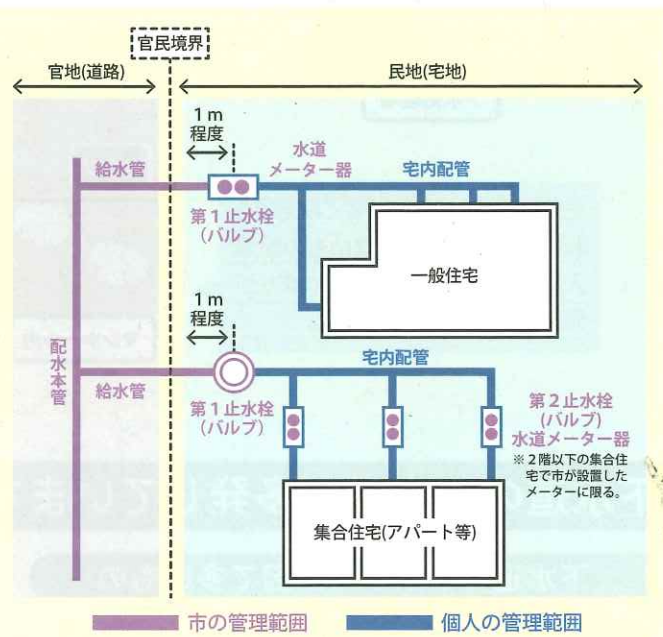 官民境界
官地(道路)
民地(宅地)
1m
程度
水道
メーター器
給水管
宅内配管
第1止水栓
(バルブ)
一般住宅
1m
程度
配水本管
宅内配管
給水管
第1止水栓
(バルブ)
第2止水栓
(バルブ)
水道メーター器
※2階以下の集合住
宅で市が設置した
メーターに限る。
集合住宅(アパート等)
市の管理範囲
個人の管理範囲